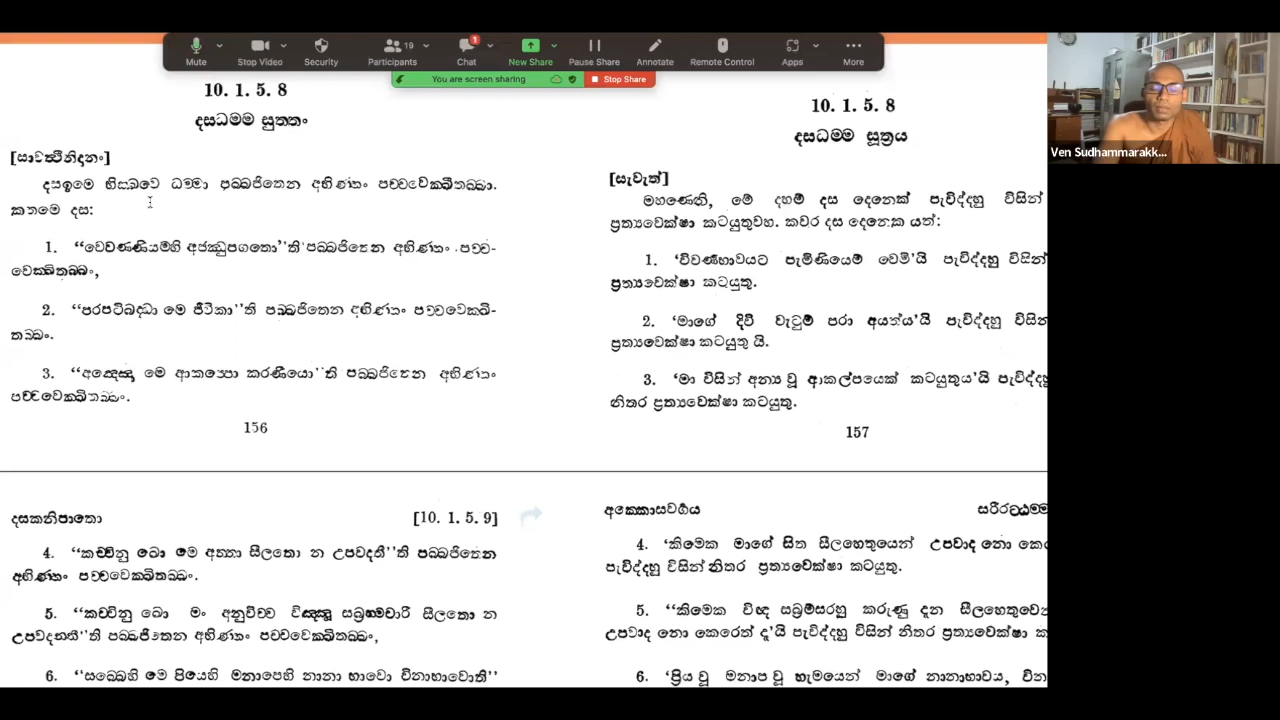 Mute
Stop Video
Security
19
Participants
1
Chat
New Share
Pause Share
Annotate
Remote Control
Apps
More
You are screen sharing
Stop Share
Ven Sudhammarakk...
10. 1. 5. 8
දසධම්ම සුත්තං
[සාවත්ථිනිදානං]
දසඉමෙ භික්ඛවෙ ධම්මා පබ්බජිතෙන අභිණ්හං පච්චවෙක්ඛිතබ්බා.
කතමෙ දස:
1. “වෙවණ්ණියම්හි අජ්ඣුපගතො”ති පබ්බජිතෙන අභිණ්හං පච්ච-
වෙක්ඛිතබ්බං,
2. “පරපටිබද්ධා මෙ ජීවිකා”ති පබ්බජිතෙන අභිණ්හං පච්චවෙක්ඛි-
තබ්බං.
3. “අඤ්ඤො මෙ ආකප්පො කරණීයො”ති පබ්බජිතෙන අභිණ්හං
පච්චවෙක්ඛිතබ්බං.
156
දසකනිපාතො
[10. 1. 5. 9]
4. “කච්චිනු ඛො මෙ අත්තා සීලතො න උපවදතී”ති පබ්බජිතෙන
අභිණ්හං පච්චවෙක්ඛිතබ්බං.
5. “කච්චිනු ඛො මං අනුවිච්ච විඤ්ඤූ සබ්‍රහ්මචාරී සීලතො න
උපවදන්තී”ති පබ්බජිතෙන අභිණ්හං පච්චවෙක්ඛිතබ්බං,
6. “සබ්බෙහි මෙ පියෙහි මනාපෙහි නානා භාවො විනාභාවොති”
10. 1. 5. 8
දසධම්ම සූත්‍රය
[සැවැත්]
මහණෙනි, මේ දහම් දස දෙනෙක් පැවිද්දහු විසින්
ප්‍රත්‍යවෙක්ෂා කටයුතුවහ. කවර දස දෙනෙක යත්:
1. ‘විවර්ණභාවයට පැමිණියෙම් වෙමි’යි පැවිද්දහු විසින්
ප්‍රත්‍යවෙක්ෂා කටයුතු.
2. ‘මාගේ දිවි වැටුම් පරා අයත්ය’යි පැවිද්දහු විසින්
ප්‍රත්‍යවෙක්ෂා කටයුතු යි.
3. ‘මා විසින් අන්‍ය වූ ආකල්පයෙක් කටයුතුය’යි පැවිද්දහු
නිතර ප්‍රත්‍යවෙක්ෂා කටයුතු.
157
අක්කොසවර්ගය
4. ‘කිමෙක මාගේ සිත සීලහෙතුයෙන් උපවාද නො කෙරේ
පැවිද්දහු විසින් නිතර ප්‍රත්‍යවෙක්ෂා කටයුතු.
5. “කිමෙක විඥ සබ්‍රම්සරහු කරුණු දැන සීලහෙතුවෙන්
උපවාද නො කෙරෙත් දූ’යි පැවිද්දහු විසින් නිතර ප්‍රත්‍යවෙක්ෂා ක
6. ‘ප්‍රිය වූ මනාප වූ හැමයෙන් මාගේ නානාභාවය, විනා